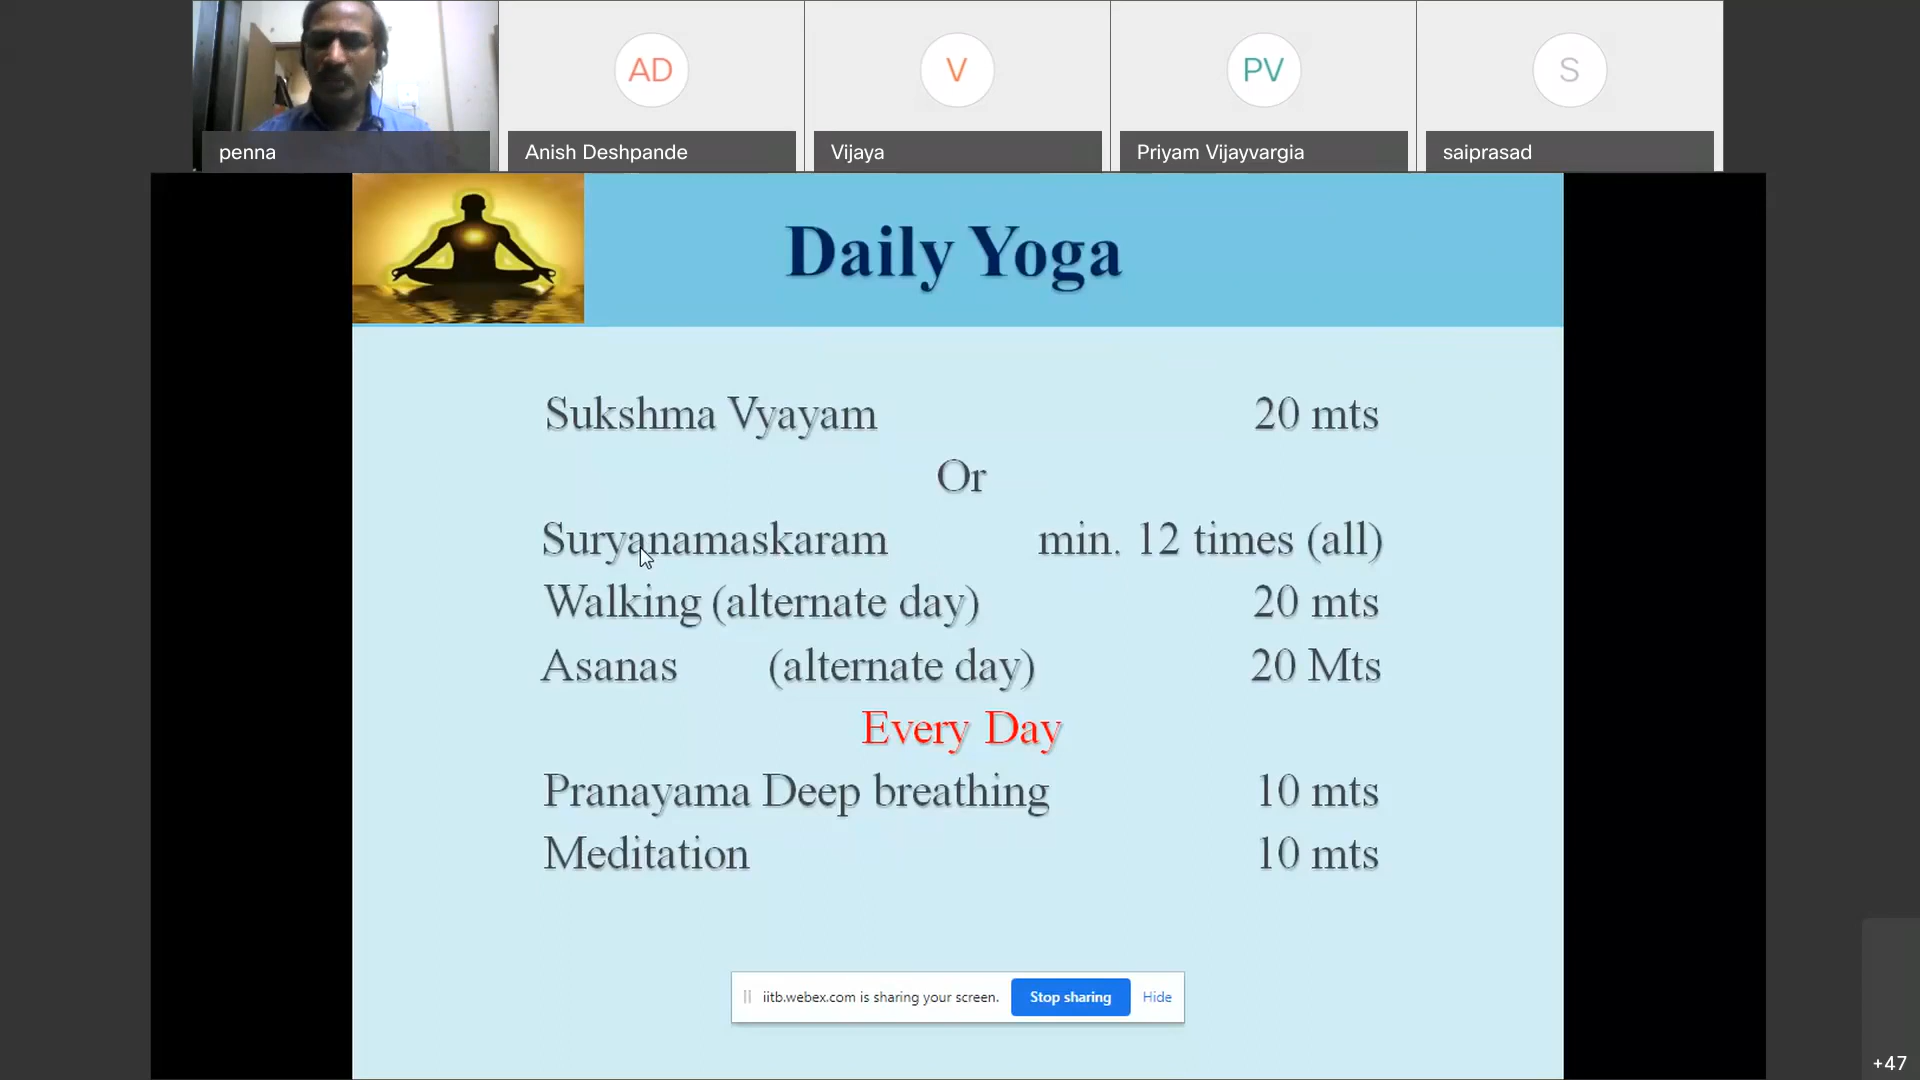 AD
V
PV
S
penna
Anish Deshpande
Vijaya
Priyam Vijayvargia
saiprasad
Daily Yoga
Sukshma Vyayam 20 mts
Or
Suryanamaskaram min. 12 times (all)
Walking (alternate day) 20 mts
Asanas (alternate day) 20 Mts
Every Day
Pranayama Deep breathing 10 mts
Meditation 10 mts
iitb.webex.com is sharing your screen. Stop sharing Hide
+47